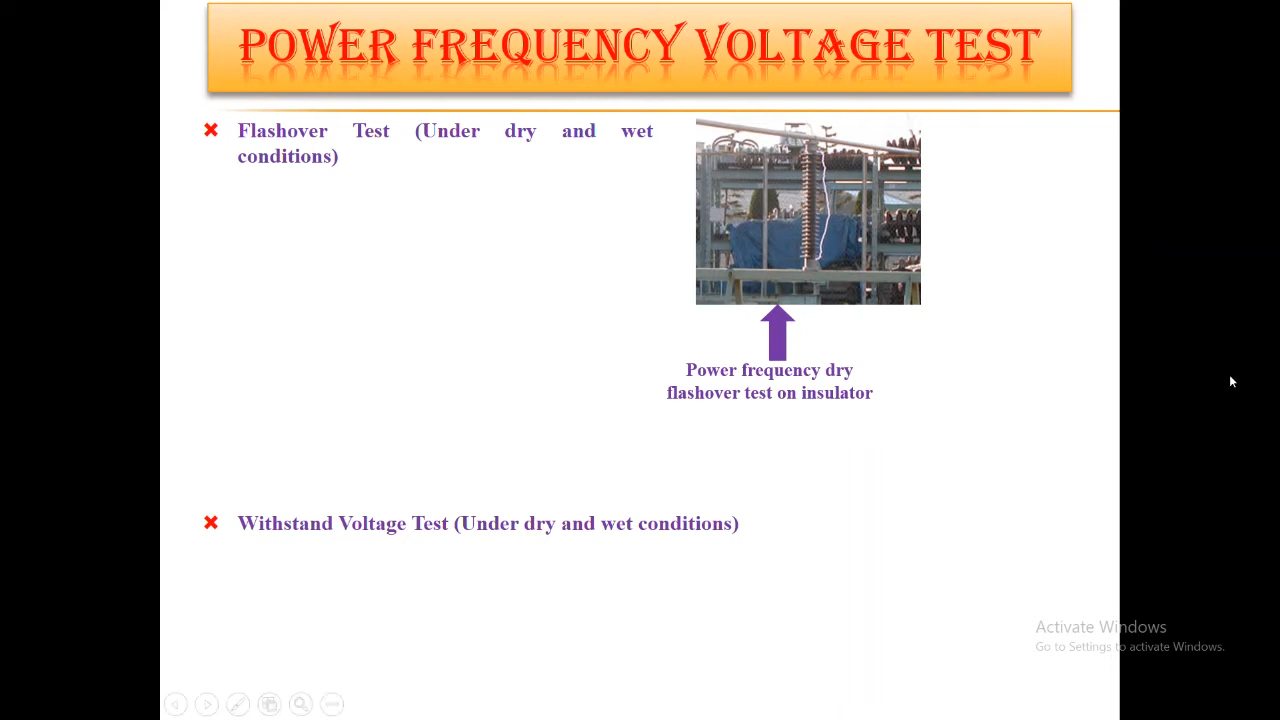 POWER FREQUENCY VOLTAGE TEST
Flashover Test (Under dry and wet
conditions)
Power frequency dry
flashover test on insulator
Withstand Voltage Test (Under dry and wet conditions)
Activate Windows
Go to Settings to activate Windows.